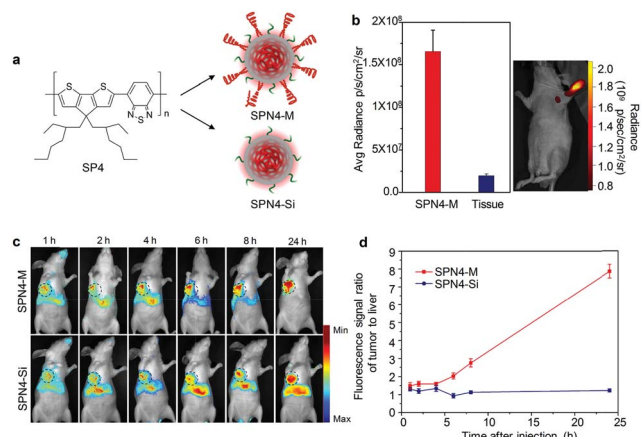 a
S
S
N
S
N
n
SP4
SPN4-M
SPN4-Si
b
Avg Radiance p/s/cm²/sr
2X10⁸
1.5X10⁸
1X10⁸
5X10⁷
0
SPN4-M
Tissue
2.0
1.8
1.6
1.4
1.2
1.0
0.8
Radiance
(10⁹ p/sec/cm²/sr)
c
1 h
2 h
4 h
6 h
8 h
24 h
SPN4-M
SPN4-Si
Min
Max
d
Fluorescence signal ratio
of tumor to liver
9
8
7
6
5
4
3
2
1
0
SPN4-M
SPN4-Si
0
5
10
15
20
25
Time after injection (h)